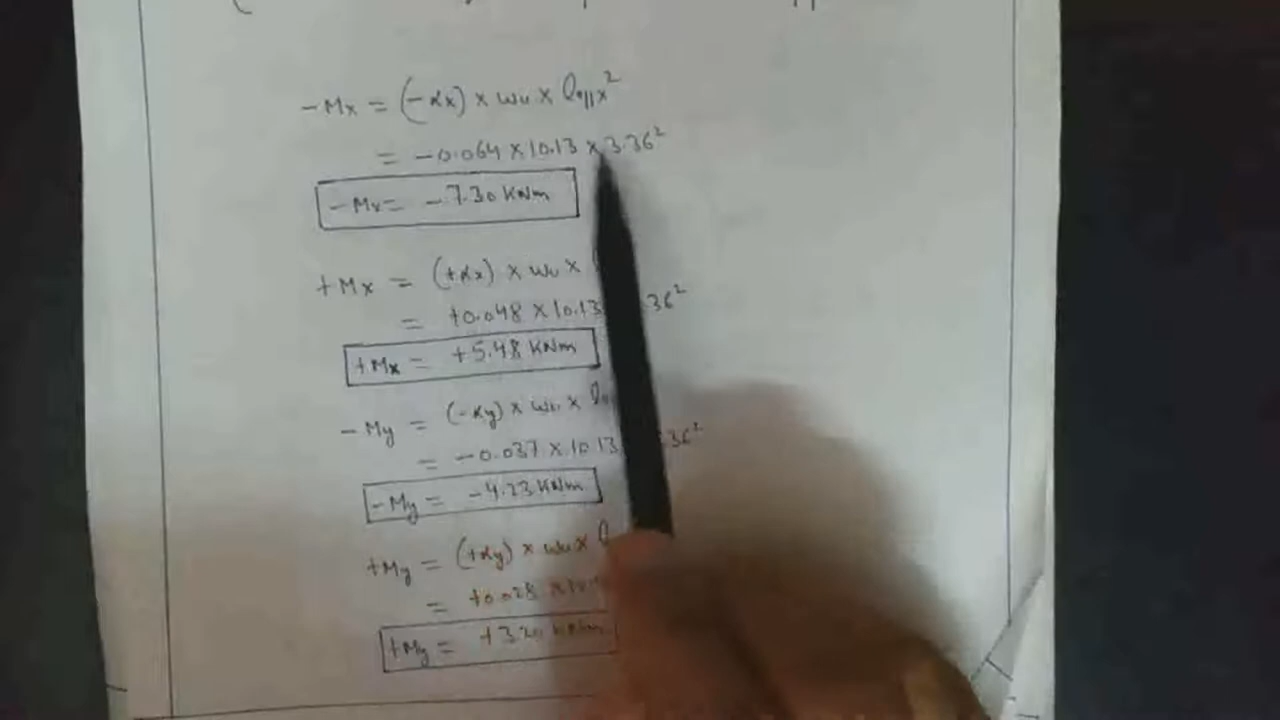 -Mx = (-αx) × wu × leffx²
= -0.064 × 10.13 × 3.36²
-Mx = -7.30 KNm
+Mx = (+αx) × wu ×
= +0.048 × 10.13 36²
+Mx = +5.48 KNm
-My = (-αy) × wu × l
= -0.037 × 10.13 36²
-My = -4.23 KNm
+My = (+αy) × wu × l
= +0.028 × 10.
+My = +3.20 KNm